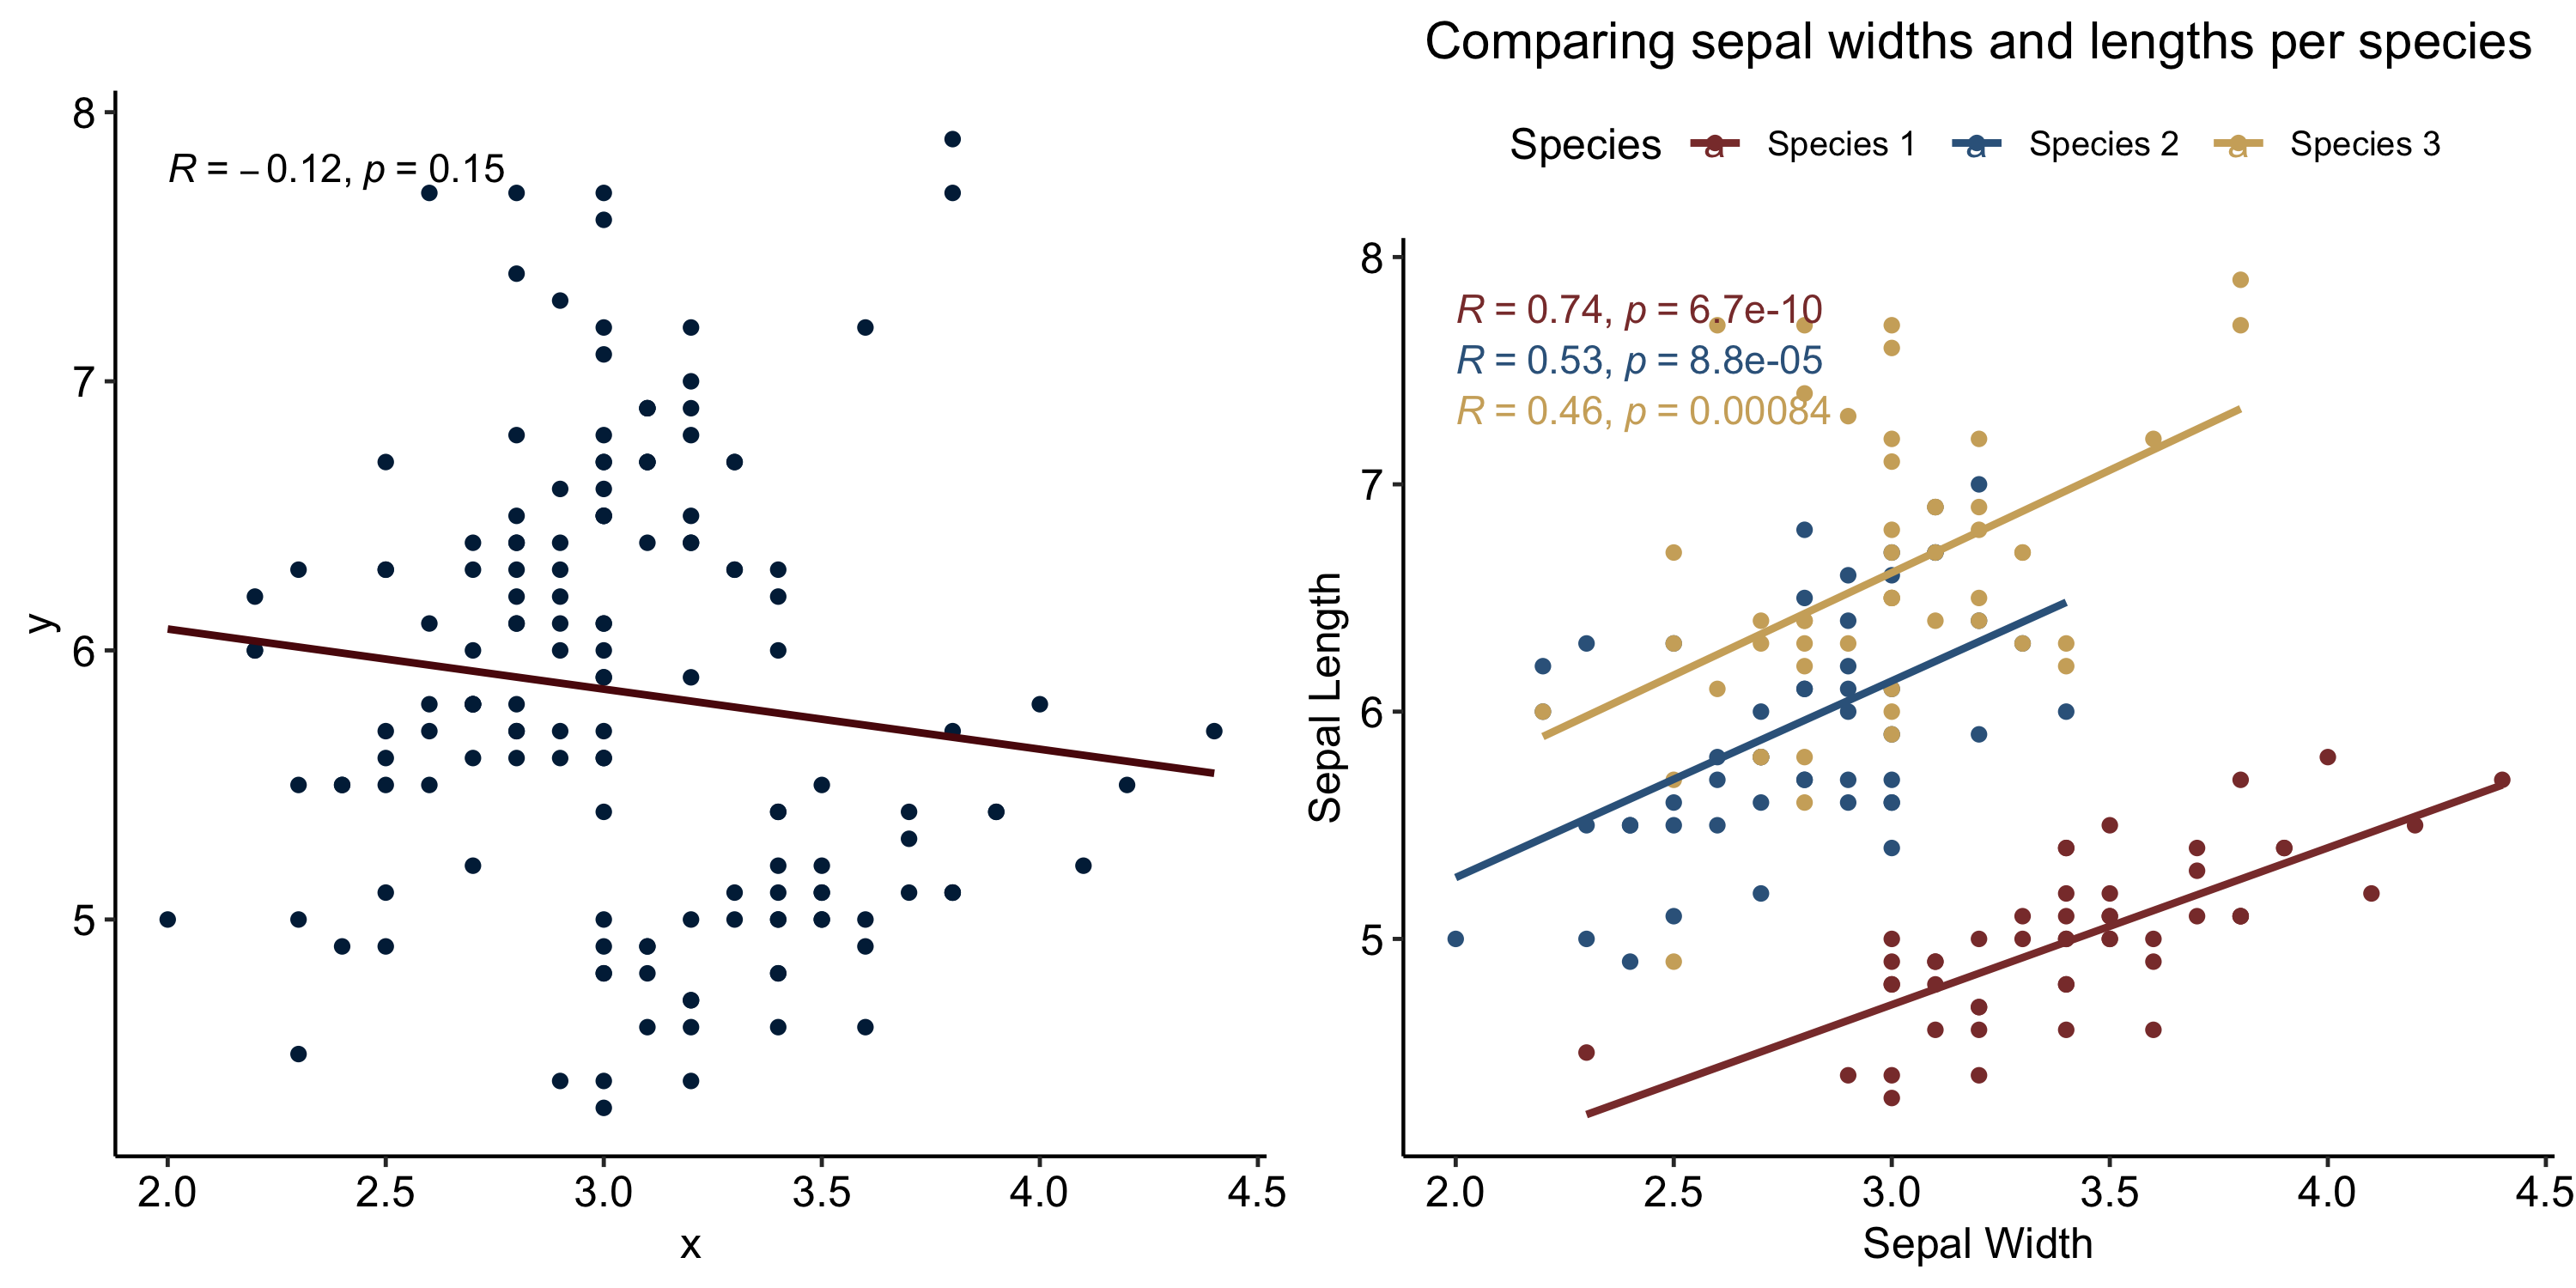 R = – 0.12, p = 0.15
8
7
6
5
y
2.0 2.5 3.0 3.5 4.0 4.5
x
Comparing sepal widths and lengths per species
Species a Species 1 a Species 2 a Species 3
R = 0.74, p = 6.7e-10
R = 0.53, p = 8.8e-05
R = 0.46, p = 0.00084
8
7
6
5
Sepal Length
2.0 2.5 3.0 3.5 4.0 4.5
Sepal Width